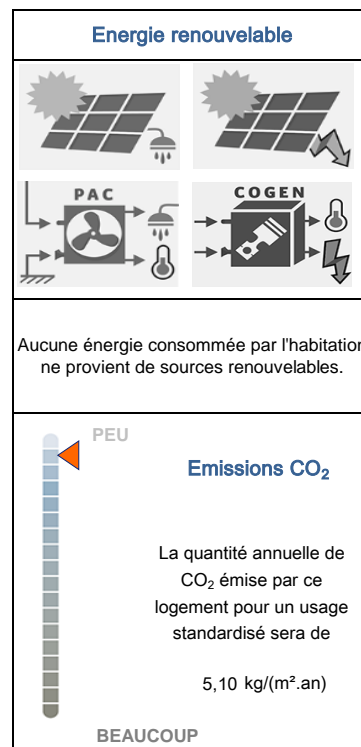 Energie renouvelable
PAC
COGEN
Aucune énergie consommée par l'habitation
ne provient de sources renouvelables.
PEU
Emissions CO₂
La quantité annuelle de
CO₂ émise par ce
logement pour un usage
standardisé sera de
5,10 kg/(m².an)
BEAUCOUP